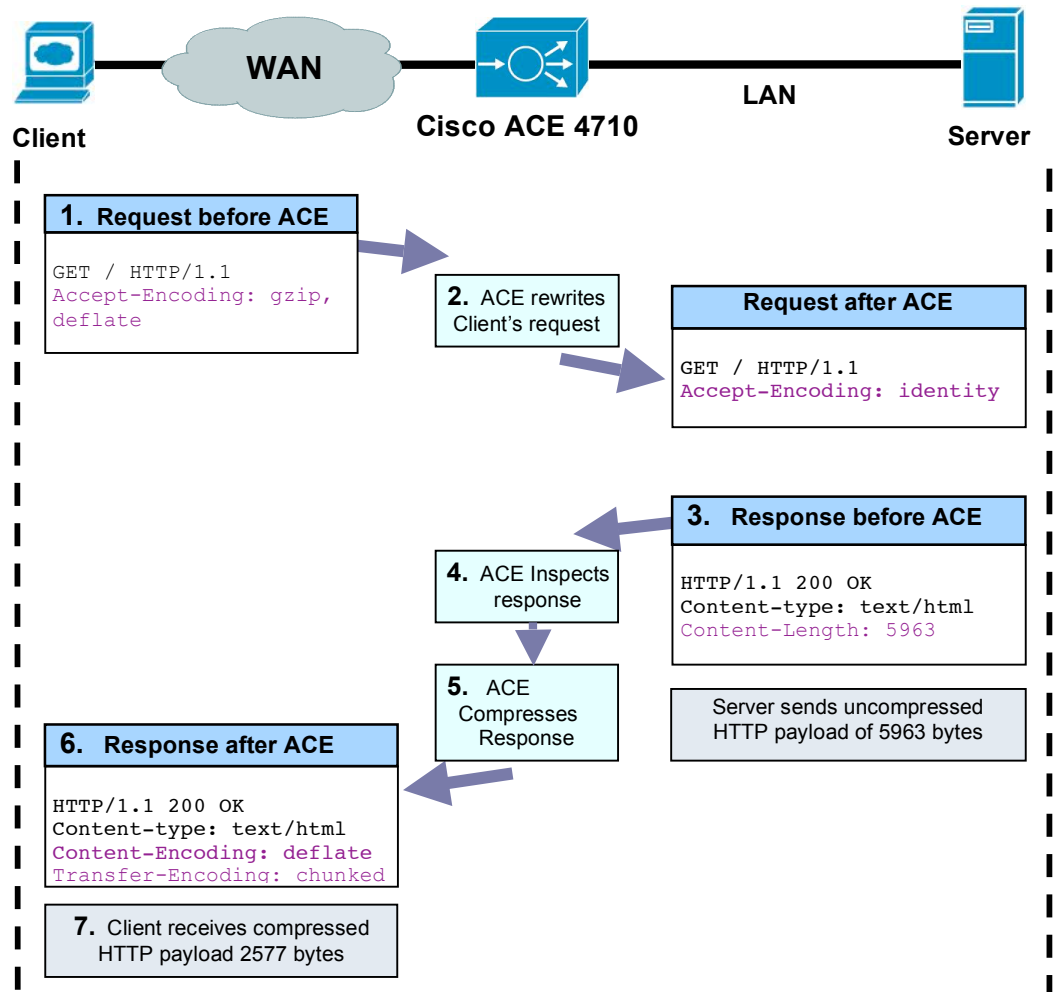 WAN
LAN
Cisco ACE 4710
Client
Server
1. Request before ACE
GET / HTTP/1.1
Accept-Encoding: gzip,
deflate
2. ACE rewrites
Client's request
Request after ACE
GET / HTTP/1.1
Accept-Encoding: identity
3. Response before ACE
HTTP/1.1 200 OK
Content-type: text/html
Content-Length: 5963
Server sends uncompressed
HTTP payload of 5963 bytes
4. ACE Inspects
response
5. ACE
Compresses
Response
6. Response after ACE
HTTP/1.1 200 OK
Content-type: text/html
Content-Encoding: deflate
Transfer-Encoding: chunked
7. Client receives compressed
HTTP payload 2577 bytes